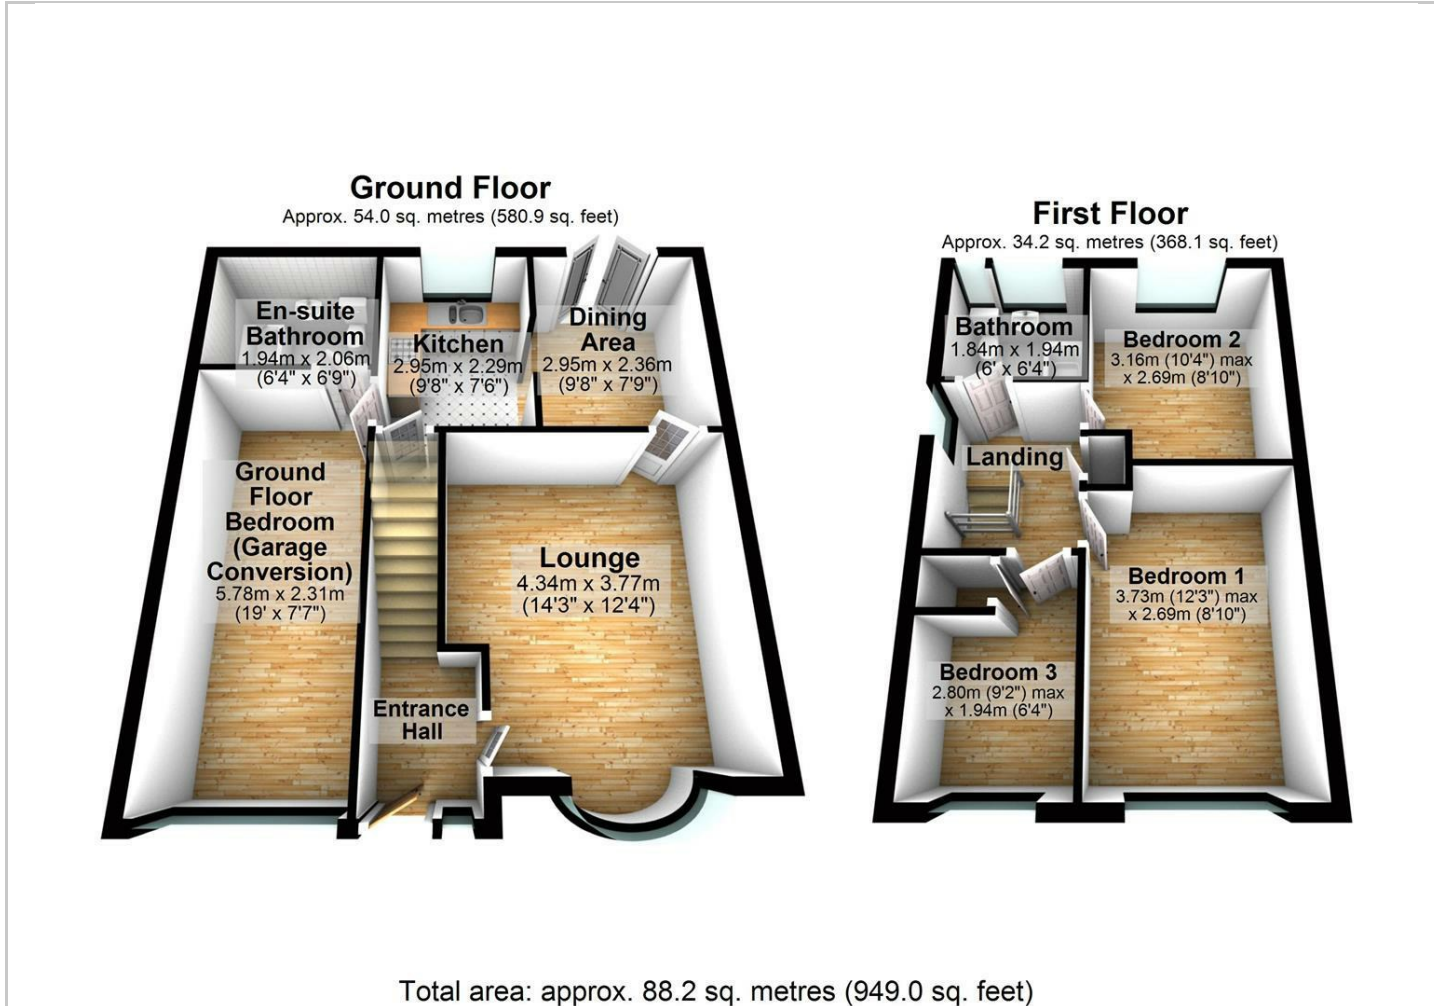 Ground Floor
Approx. 54.0 sq. metres (580.9 sq. feet)
En-suite
Bathroom
1.94m x 2.06m
(6'4" x 6'9")
Kitchen
2.95m x 2.29m
(9'8" x 7'6")
Dining
Area
2.95m x 2.36m
(9'8" x 7'9")
Ground
Floor
Bedroom
(Garage
Conversion)
5.78m x 2.31m
(19' x 7'7")
Lounge
4.34m x 3.77m
(14'3" x 12'4")
Entrance
Hall
First Floor
Approx. 34.2 sq. metres (368.1 sq. feet)
Bathroom
1.84m x 1.94m
(6' x 6'4")
Bedroom 2
3.16m (10'4") max
x 2.69m (8'10")
Landing
Bedroom 1
3.73m (12'3") max
x 2.69m (8'10")
Bedroom 3
2.80m (9'2") max
x 1.94m (6'4")
Total area: approx. 88.2 sq. metres (949.0 sq. feet)